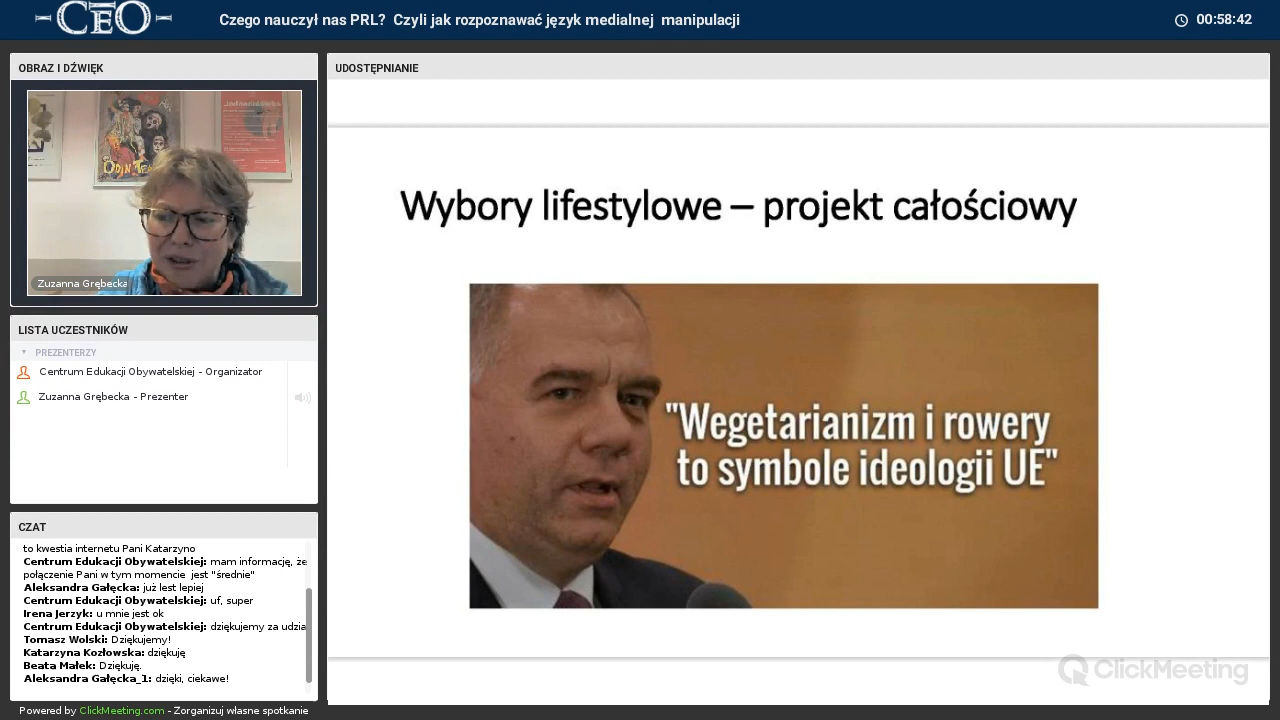 CEO
Czego nauczył nas PRL? Czyli jak rozpoznawać język medialnej manipulacji
00:58:42
OBRAZ I DŹWIĘK
Zuzanna Grębecka
LISTA UCZESTNIKÓW
PREZENTERZY
Centrum Edukacji Obywatelskiej - Organizator
Zuzanna Grębecka - Prezenter
CZAT
to kwestia internetu Pani Katarzyno
Centrum Edukacji Obywatelskiej: mam informację, że
połączenie Pani w tym momencie jest "średnie"
Aleksandra Gałęcka: już lest lepiej
Centrum Edukacji Obywatelskiej: uf, super
Irena Jerzyk: u mnie jest ok
Centrum Edukacji Obywatelskiej: dziękujemy za udzia
Tomasz Wolski: Dziękujemy!
Katarzyna Kozłowska: dziękuję
Beata Małek: Dziękuję.
Aleksandra Gałęcka_1: dzięki, ciekawe!
Powered by ClickMeeting.com - Zorganizuj własne spotkanie
UDOSTĘPNIANIE
Wybory lifestylowe – projekt całościowy
"Wegetarianizm i rowery
to symbole ideologii UE"
ClickMeeting